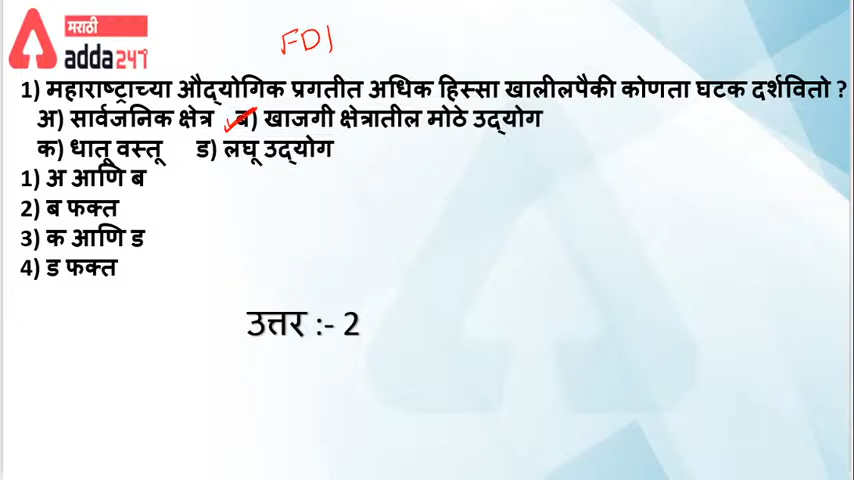 मराठी
adda247
FDI
1) महाराष्ट्राच्या औद्योगिक प्रगतीत अधिक हिस्सा खालीलपैकी कोणता घटक दर्शवितो ?
अ) सार्वजनिक क्षेत्र ब) खाजगी क्षेत्रातील मोठे उद्योग
क) धातू वस्तू ड) लघू उद्योग
1) अ आणि ब
2) ब फक्त
3) क आणि ड
4) ड फक्त
उत्तर :- 2